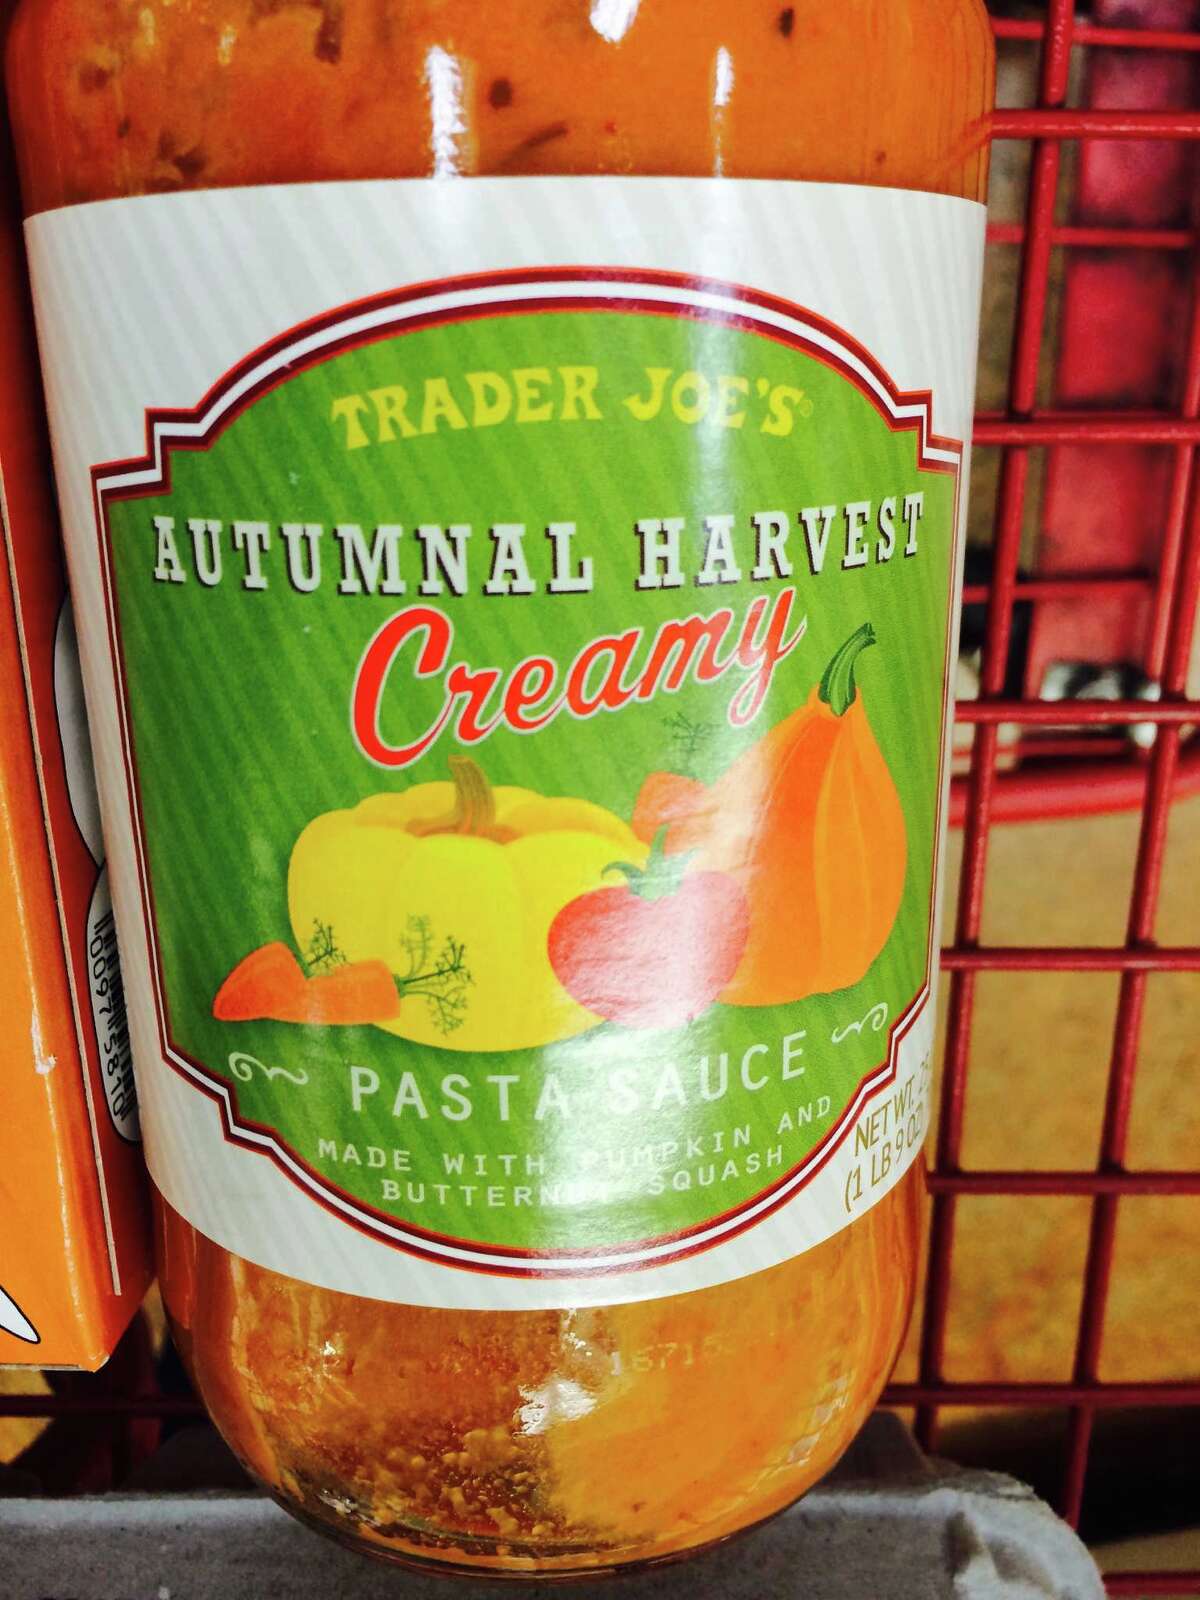 TRADER JOE'S
AUTUMNAL HARVEST
Creamy
PASTA SAUCE
MADE WITH PUMPKIN AND
BUTTERNUT SQUASH
NET WT.
(1 LB 9 OZ)